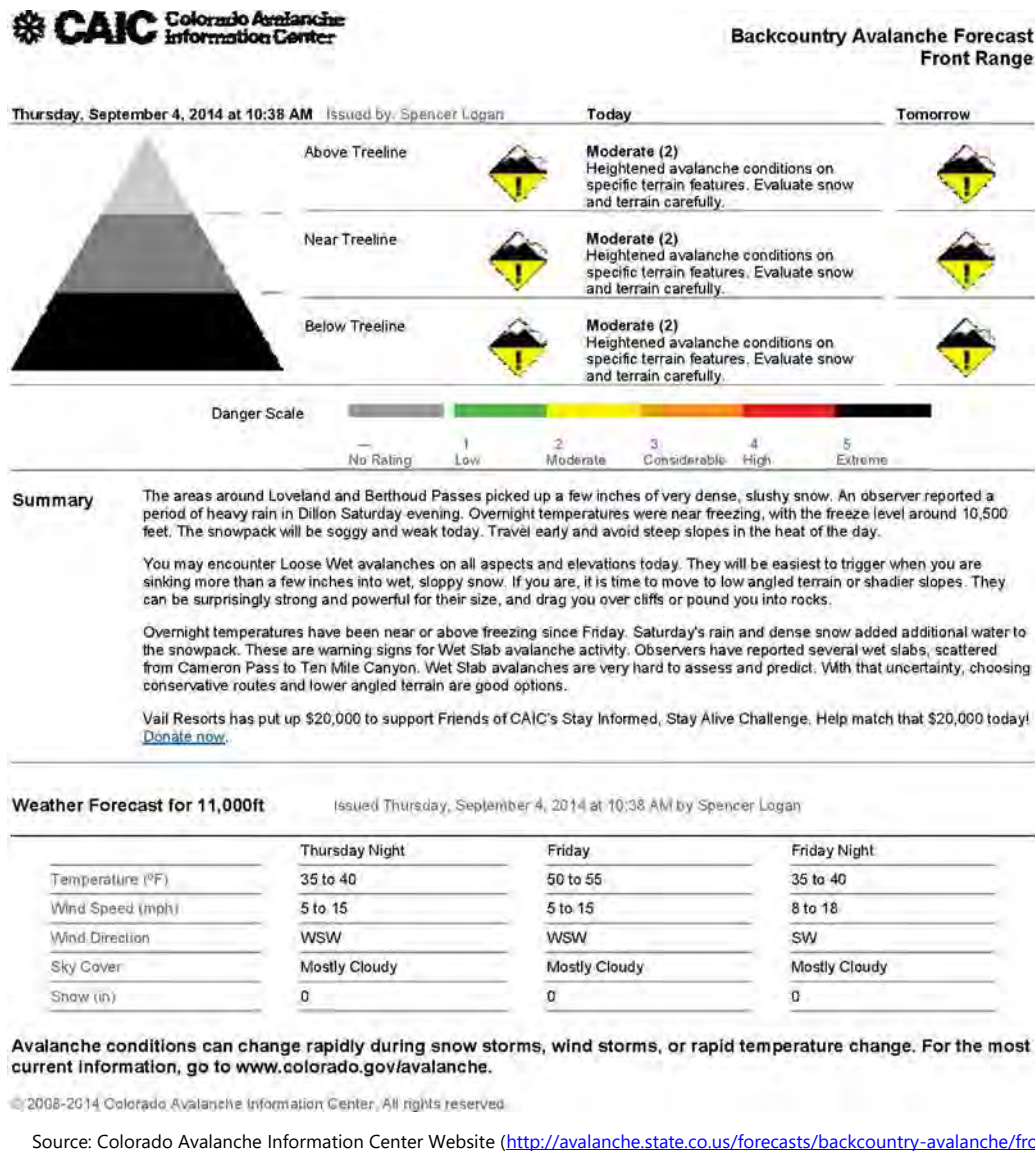 CAIC Colorado Avalanche
Information Center
Backcountry Avalanche Forecast
Front Range
Thursday, September 4, 2014 at 10:38 AM Issued by: Spencer Logan Today Tomorrow
Above Treeline
Moderate (2)
Heightened avalanche conditions on
specific terrain features. Evaluate snow
and terrain carefully.
Near Treeline
Moderate (2)
Heightened avalanche conditions on
specific terrain features. Evaluate snow
and terrain carefully.
Below Treeline
Moderate (2)
Heightened avalanche conditions on
specific terrain features. Evaluate snow
and terrain carefully.
Danger Scale
— 1 2 3 4 5
No Rating Low Moderate Considerable High Extreme
Summary
The areas around Loveland and Berthoud Passes picked up a few inches of very dense, slushy snow. An observer reported a
period of heavy rain in Dillon Saturday evening. Overnight temperatures were near freezing, with the freeze level around 10,500
feet. The snowpack will be soggy and weak today. Travel early and avoid steep slopes in the heat of the day.
You may encounter Loose Wet avalanches on all aspects and elevations today. They will be easiest to trigger when you are
sinking more than a few inches into wet, sloppy snow. If you are, it is time to move to low angled terrain or shadier slopes. They
can be surprisingly strong and powerful for their size, and drag you over cliffs or pound you into rocks.
Overnight temperatures have been near or above freezing since Friday. Saturday's rain and dense snow added additional water to
the snowpack. These are warning signs for Wet Slab avalanche activity. Observers have reported several wet slabs, scattered
from Cameron Pass to Ten Mile Canyon. Wet Slab avalanches are very hard to assess and predict. With that uncertainty, choosing
conservative routes and lower angled terrain are good options.
Vail Resorts has put up $20,000 to support Friends of CAIC's Stay Informed, Stay Alive Challenge. Help match that $20,000 today!
Donate now.
Weather Forecast for 11,000ft Issued Thursday, September 4, 2014 at 10:38 AM by Spencer Logan
Thursday Night Friday Friday Night
Temperature (ºF) 35 to 40 50 to 55 35 to 40
Wind Speed (mph) 5 to 15 5 to 15 8 to 18
Wind Direction WSW WSW SW
Sky Cover Mostly Cloudy Mostly Cloudy Mostly Cloudy
Snow (in) 0 0 0
Avalanche conditions can change rapidly during snow storms, wind storms, or rapid temperature change. For the most
current information, go to www.colorado.gov/avalanche.
© 2008-2014 Colorado Avalanche Information Center. All rights reserved.
Source: Colorado Avalanche Information Center Website (http://avalanche.state.co.us/forecasts/backcountry-avalanche/fro